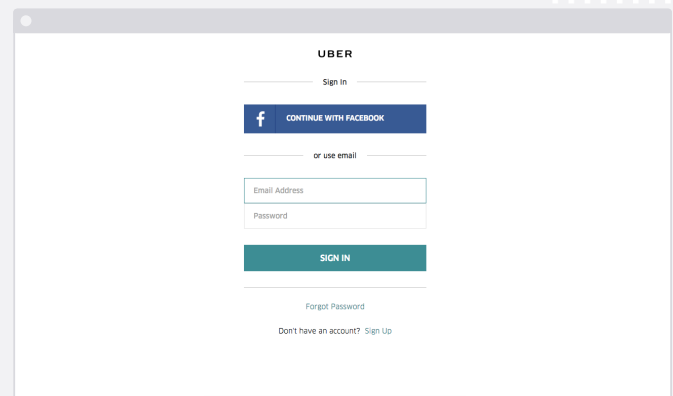 UBER
Sign In
f CONTINUE WITH FACEBOOK
or use email
Email Address
Password
SIGN IN
Forgot Password
Don't have an account? Sign Up